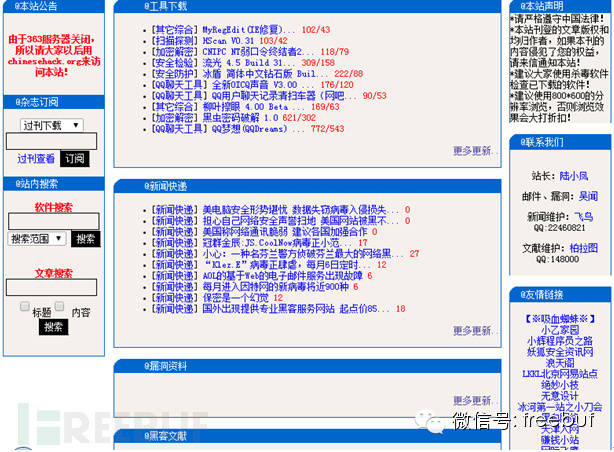 @本站公告
由于363服务器关闭,
所以请大家以后用
chinesehack.org来访
问本站!
@杂志订阅
过刊下载
过刊查看 订阅
@站内搜索
软件搜索
搜索范围 搜索
文章搜索
标题 内容
搜索
@工具下载
[其它综合] MyRegEdit(IE修复)... 102/43
[扫描探测] HScan V0.31 103/42
[加密解密] CNIPC NT弱口令终结者2... 118/79
[安全检验] 流光 4.5 Build 31... 309/158
[安全防护] 冰盾 简体中文钻石版 Buil... 222/88
[QQ聊天工具] 全新OICQ声音 V3.00 ... 176/120
[QQ聊天工具] QQ用户聊天记录清扫车器 (网吧... 90/53
[其它综合] 柳叶擦眼 4.00 Beta ... 169/63
[加密解密] 黑虫密码破解 1.0 621/302
[QQ聊天工具] QQ梦想(QQDreams) ... 772/543
更多更新..
@新闻快递
[新闻快递] 美电脑安全形势堪忧 数据失窃病毒入侵损失... 0
[新闻快递] 担心自己网络安全声誉扫地 美国网站被黑不... 0
[新闻快递] 美国称网络通讯脆弱 建议各国加强合作 0
[新闻快递] 冠群金辰:JS.CoolNow病毒正小范... 17
[新闻快递] 小心: 一种名芬兰警方侦破芬兰最大的网络黑... 27
[新闻快递] “Klez.E”病毒正肆虐，每月6日定时... 12
[新闻快递] AOL的基于Web的电子邮件服务出现故障 6
[新闻快递] 每月进入因特网的新病毒将近900种 6
[新闻快递] 保密是一个幻觉 12
[新闻快递] 国外出现提供专业黑客服务网站 起点价85... 18
更多更新..
@漏洞资料
更多更新..
@黑客文献
*请严格遵守中国法律!
*本站刊登的文章版权和
均归作者，如果本刊的
内容侵犯了您的权益，
请来信通知本站!
*建议大家使用杀毒软件
检查已下载的软件!
*建议使用800*600的分
辨率浏览，否则浏览效
果会大打折扣!
@联系我们
站长: 陆小凤
邮件、漏洞: 吴闻
新闻维护: 飞鸟
QQ:22460821
文献维护: 柏拉图
QQ:148000
@友情链接
【※吸血蜘蛛※】
小乙家园
小辉程序员之路
妖狐安全资讯网
浪天阁
LKKL北京网易站点
绝妙小技
无意设计
冰河第一站之小刀会
天津入网
赚钱小站
FREEBUF
微信号: freebuf